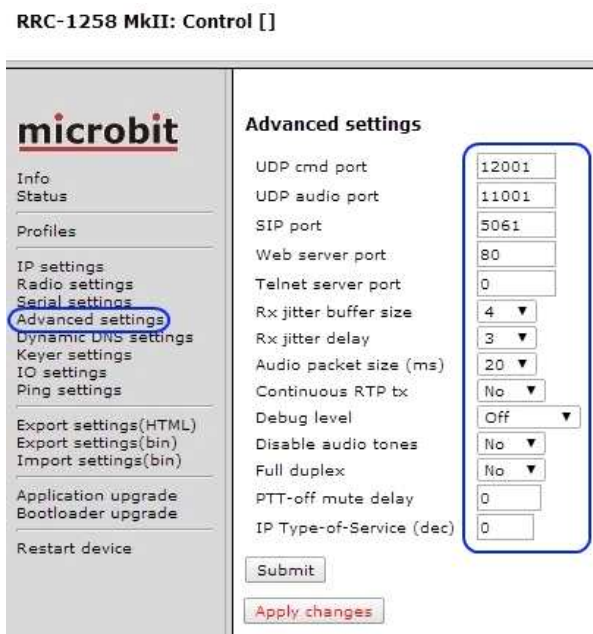 RRC-1258 MkII: Control []
microbit
Info
Status
Profiles
IP settings
Radio settings
Serial settings
Advanced settings
Dynamic DNS settings
Keyer settings
IO settings
Ping settings
Export settings(HTML)
Export settings(bin)
Import settings(bin)
Application upgrade
Bootloader upgrade
Restart device
Advanced settings
UDP cmd port 12001
UDP audio port 11001
SIP port 5061
Web server port 80
Telnet server port 0
Rx jitter buffer size 4
Rx jitter delay 3
Audio packet size (ms) 20
Continuous RTP tx No
Debug level Off
Disable audio tones No
Full duplex No
PTT-off mute delay 0
IP Type-of-Service (dec) 0
Submit
Apply changes